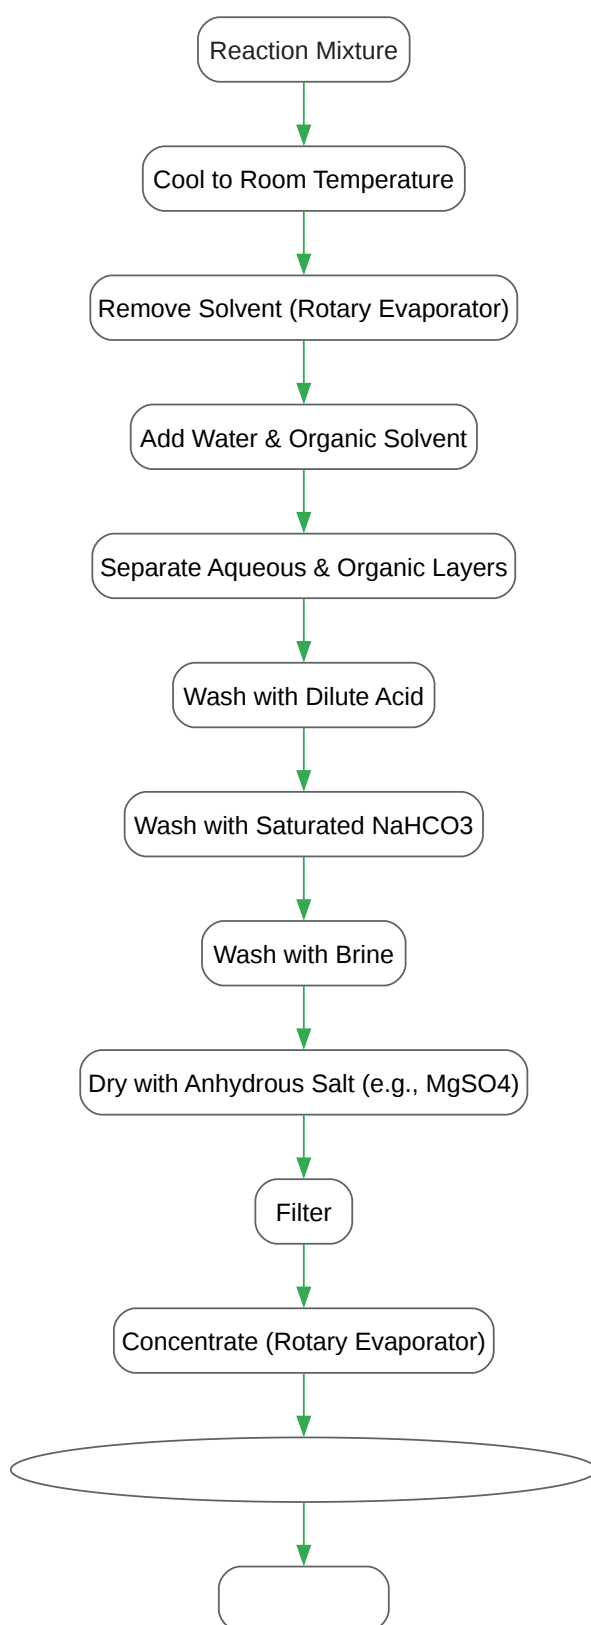 Reaction Mixture
Cool to Room Temperature
Remove Solvent (Rotary Evaporator)
Add Water & Organic Solvent
Separate Aqueous & Organic Layers
Wash with Dilute Acid
Wash with Saturated NaHCO3
Wash with Brine
Dry with Anhydrous Salt (e.g., MgSO4)
Filter
Concentrate (Rotary Evaporator)